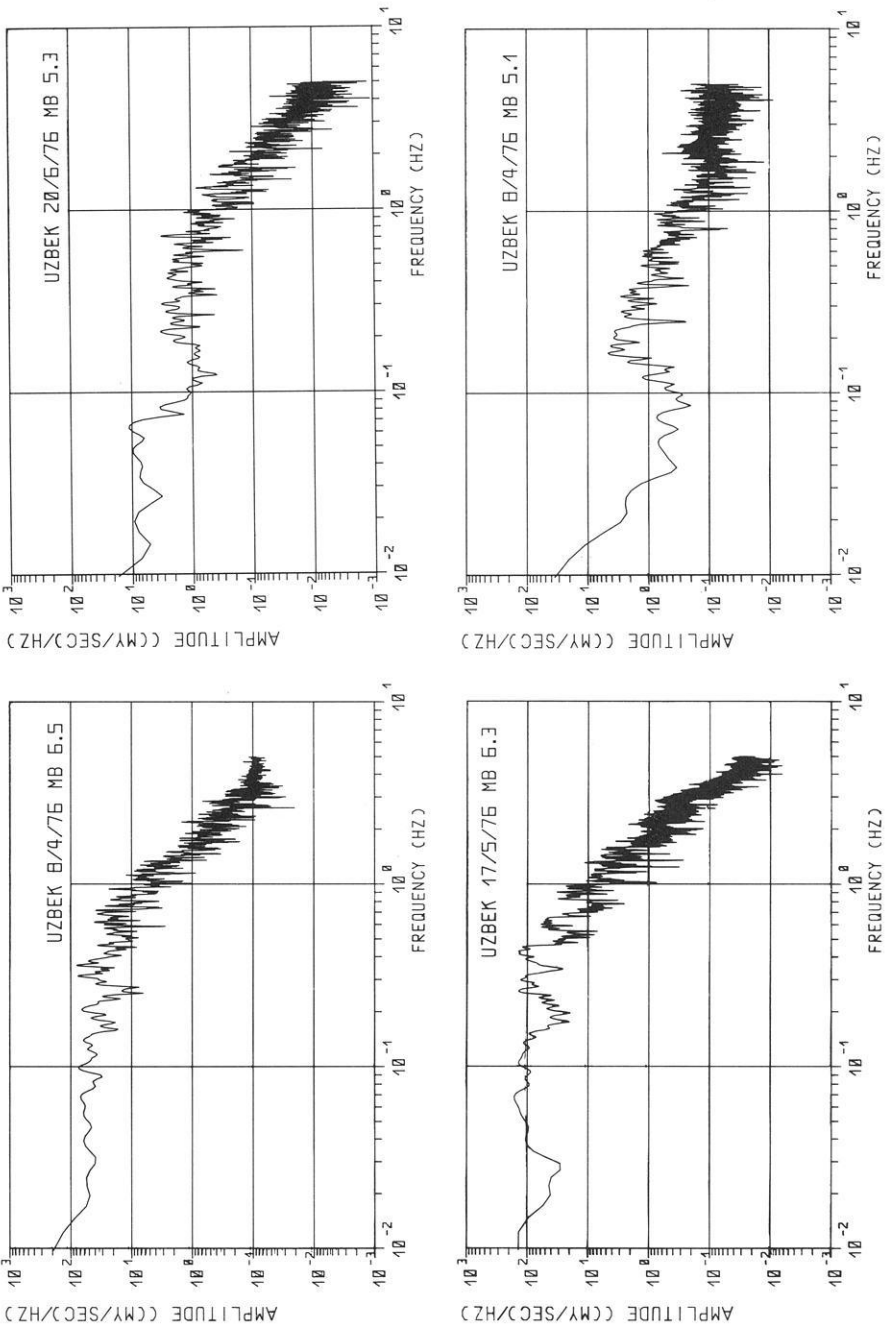 UZBEK 8/4/76 MB 6.5
AMPLITUDE ((MY/SEC)/HZ)
10^3
10^2
10^1
10^0
10^-1
10^-2
10^-3
10^-2 10^-1 10^0 10^1
FREQUENCY (HZ)
UZBEK 20/6/76 MB 5.3
AMPLITUDE ((MY/SEC)/HZ)
10^3
10^2
10^1
10^0
10^-1
10^-2
10^-3
10^-2 10^-1 10^0 10^1
FREQUENCY (HZ)
UZBEK 17/5/76 MB 6.3
AMPLITUDE ((MY/SEC)/HZ)
10^3
10^2
10^1
10^0
10^-1
10^-2
10^-3
10^-2 10^-1 10^0 10^1
FREQUENCY (HZ)
UZBEK 8/4/76 MB 5.1
AMPLITUDE ((MY/SEC)/HZ)
10^3
10^2
10^1
10^0
10^-1
10^-2
10^-3
10^-2 10^-1 10^0 10^1
FREQUENCY (HZ)